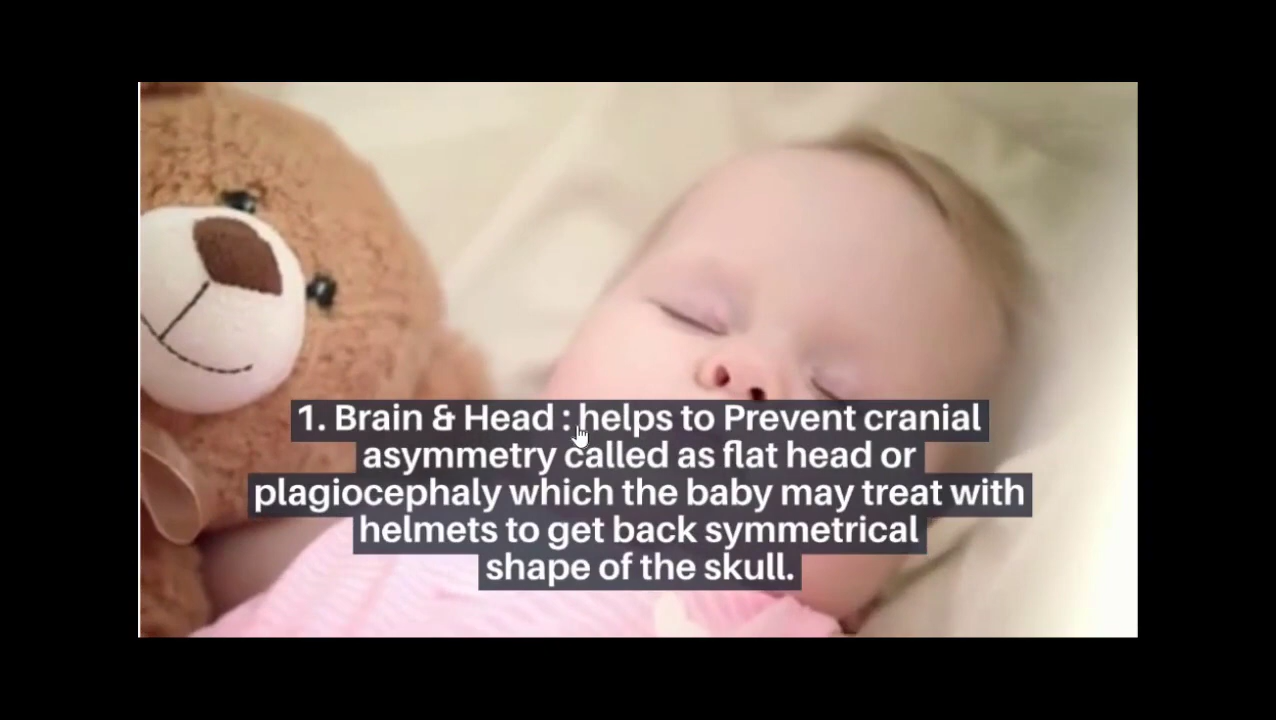 1. Brain & Head : helps to Prevent cranial
asymmetry called as flat head or
plagiocephaly which the baby may treat with
helmets to get back symmetrical
shape of the skull.